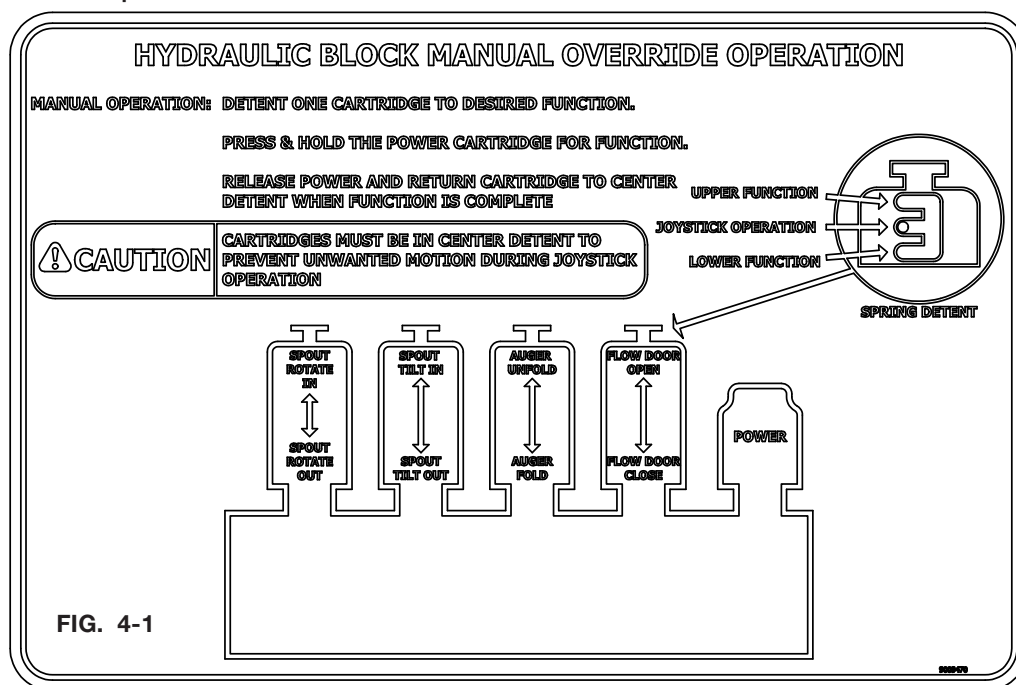 HYDRAULIC BLOCK MANUAL OVERRIDE OPERATION
MANUAL OPERATION: DETENT ONE CARTRIDGE TO DESIRED FUNCTION.
PRESS & HOLD THE POWER CARTRIDGE FOR FUNCTION.
RELEASE POWER AND RETURN CARTRIDGE TO CENTER
DETENT WHEN FUNCTION IS COMPLETE
CAUTION
CARTRIDGES MUST BE IN CENTER DETENT TO
PREVENT UNWANTED MOTION DURING JOYSTICK
OPERATION
UPPER FUNCTION
JOYSTICK OPERATION
LOWER FUNCTION
SPRING DETENT
SPOUT
ROTATE
IN
SPOUT
ROTATE
OUT
SPOUT
TILT IN
SPOUT
TILT OUT
AUGER
UNFOLD
AUGER
FOLD
FLOW DOOR
OPEN
FLOW DOOR
CLOSE
POWER
FIG. 4-1